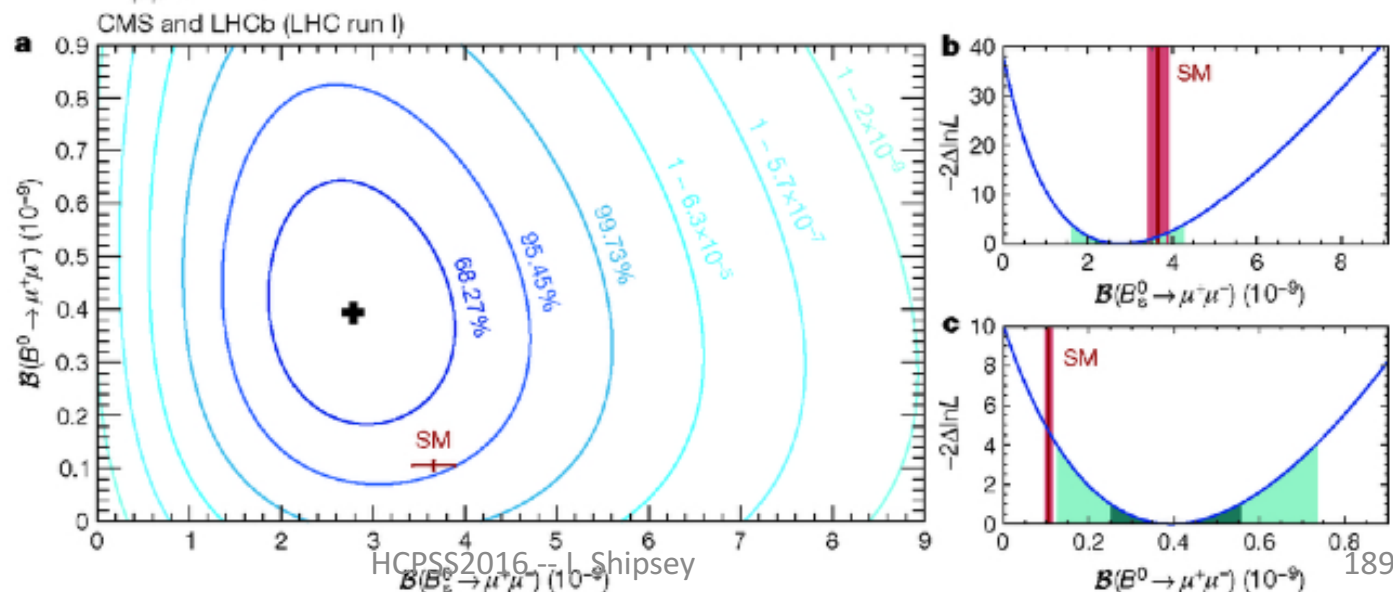 CMS and LHCb (LHC run I)
a
0.9
0.8
0.7
0.6
0.5
0.4
0.3
0.2
0.1
0
B(B⁰ → μ⁺μ⁻) (10⁻⁹)
68.27%
95.45%
99.73%
1 − 6.3×10⁻⁵
1 − 5.7×10⁻⁷
1 − 2×10⁻⁹
SM
0 1 2 3 4 5 6 7 8 9
B(B⁰ₛ → μ⁺μ⁻) (10⁻⁹)
HCPSS2016 -- I. Shipsey
b
40
30
20
10
0
−2ΔlnL
SM
0 2 4 6 8
B(B⁰ₛ → μ⁺μ⁻) (10⁻⁹)
c
10
8
6
4
2
0
−2ΔlnL
SM
0 0.2 0.4 0.6 0.8
B(B⁰ → μ⁺μ⁻) (10⁻⁹)
189